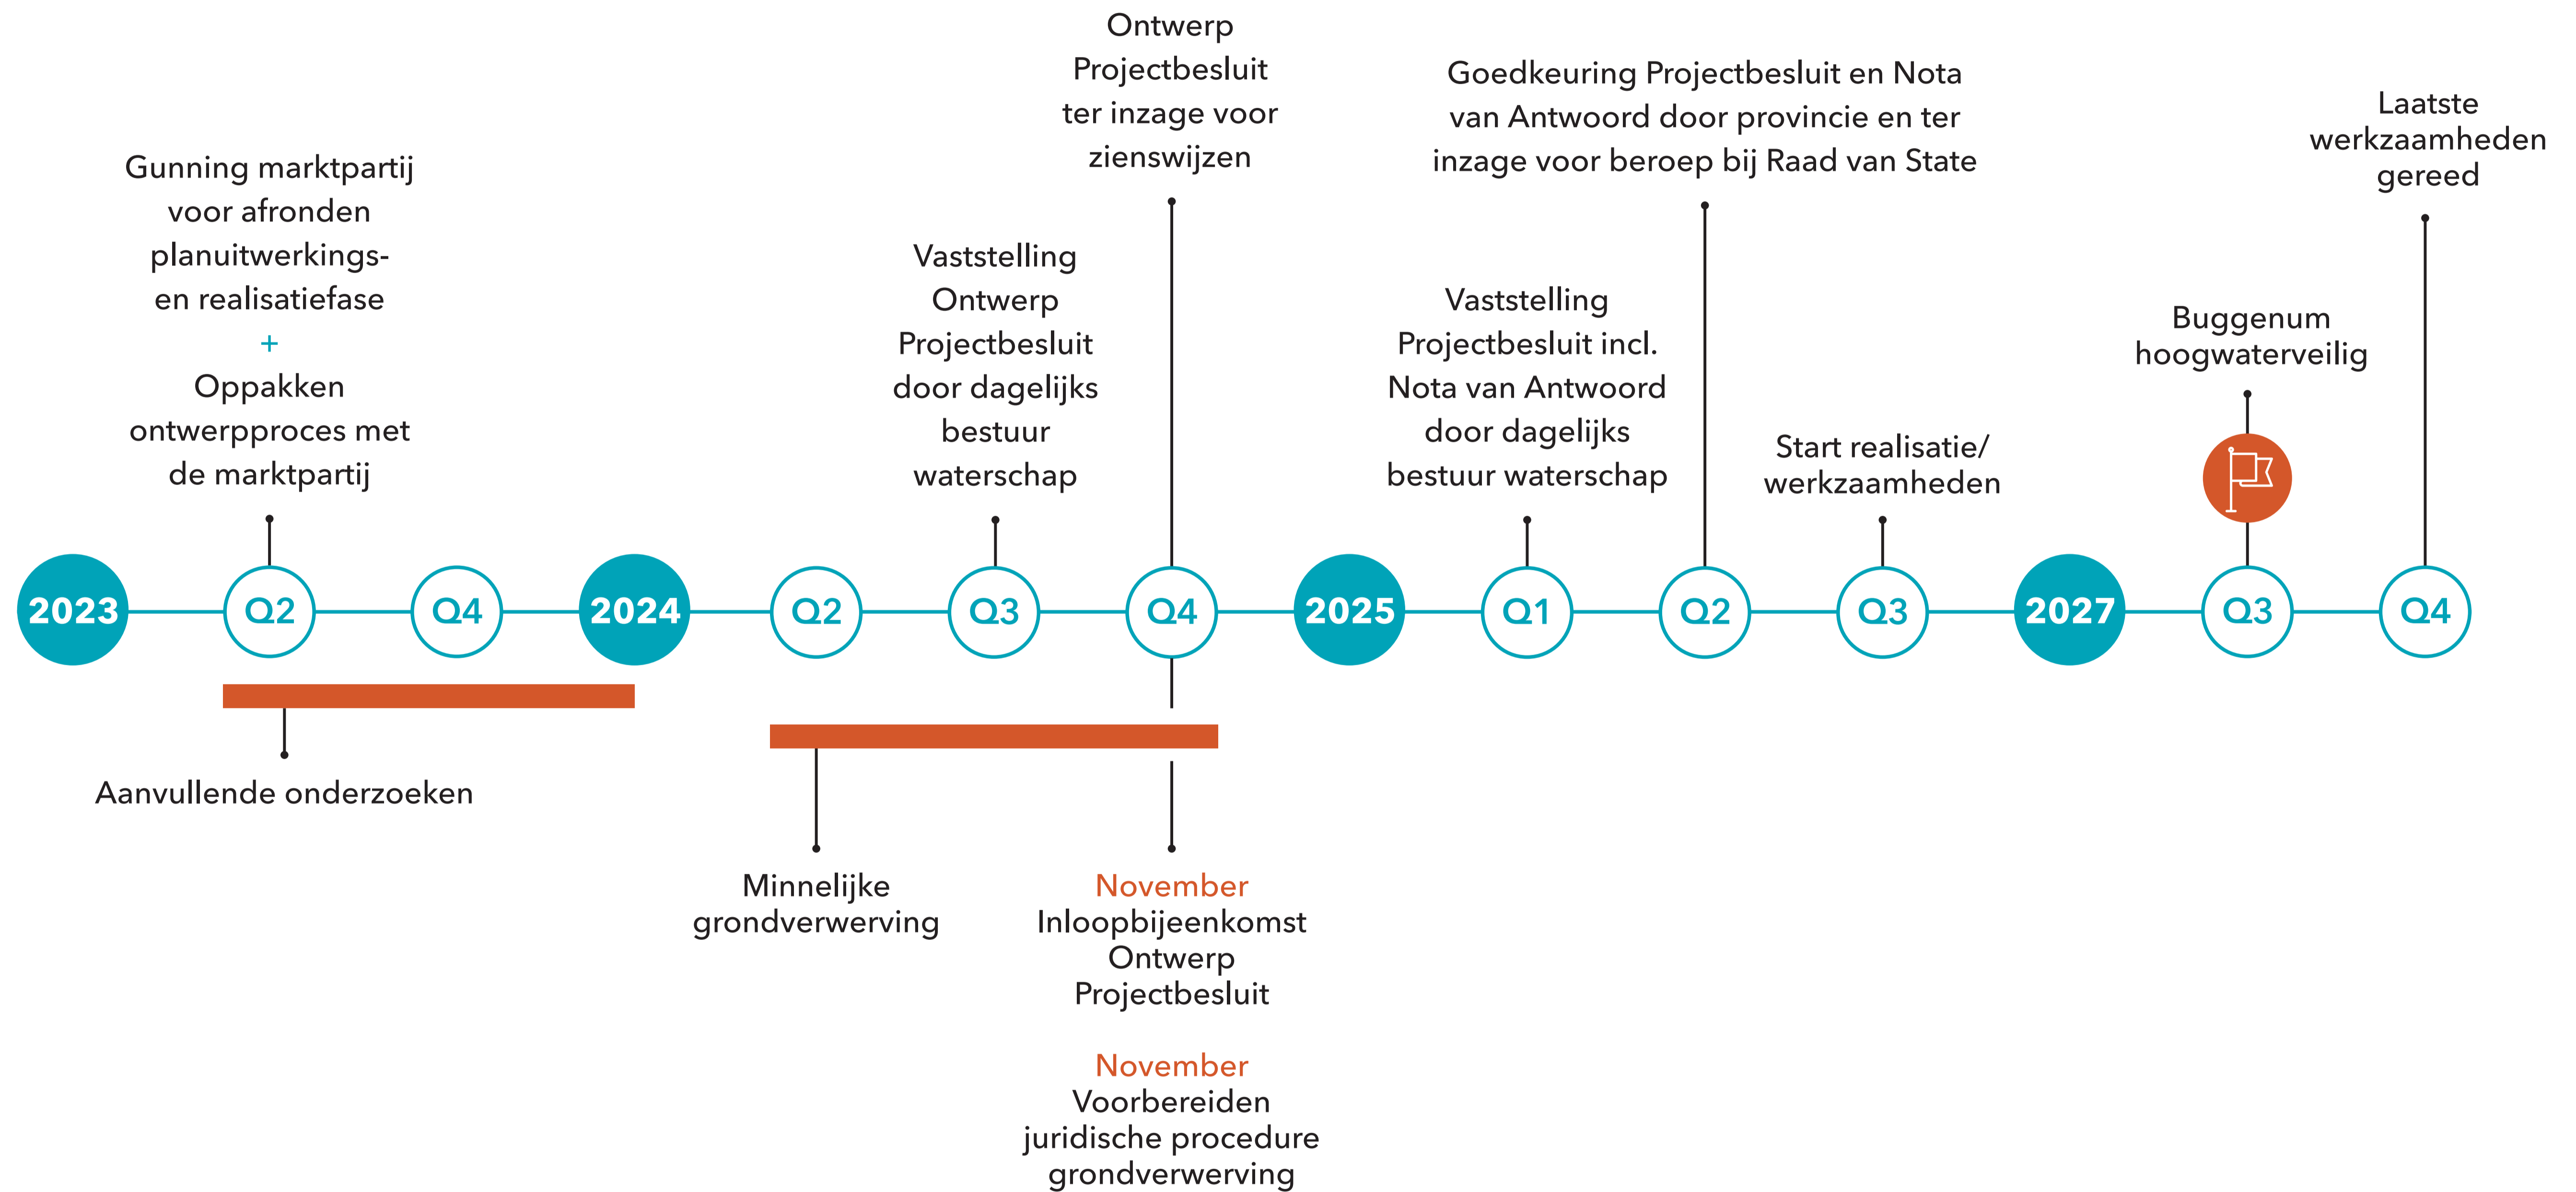 Gunning marktpartij
voor afronden
planuitwerkings-
en realisatiefase
+
Oppakken
ontwerpproces met
de marktpartij
Vaststelling
Ontwerp
Projectbesluit
door dagelijks
bestuur
waterschap
Ontwerp
Projectbesluit
ter inzage voor
zienswijzen
Vaststelling
Projectbesluit incl.
Nota van Antwoord
door dagelijks
bestuur waterschap
Goedkeuring Projectbesluit en Nota
van Antwoord door provincie en ter
inzage voor beroep bij Raad van State
Start realisatie/
werkzaamheden
Buggenum
hoogwaterveilig
Laatste
werkzaamheden
gereed
2023 Q2 Q4 2024 Q2 Q3 Q4 2025 Q1 Q2 Q3 2027 Q3 Q4
Aanvullende onderzoeken
Minnelijke
grondverwerving
November
Inloopbijeenkomst
Ontwerp
Projectbesluit
November
Voorbereiden
juridische procedure
grondverwerving